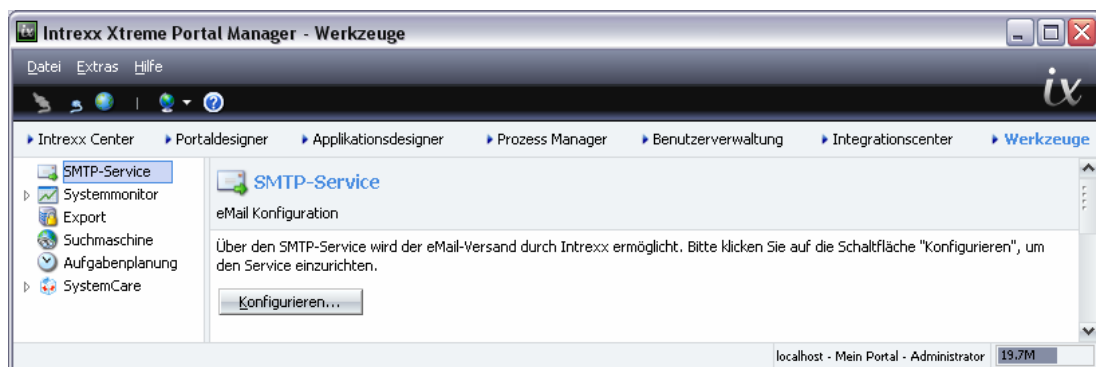 Intrexx Xtreme Portal Manager - Werkzeuge
Datei Extras Hilfe
ix
Intrexx Center Portaldesigner Applikationsdesigner Prozess Manager Benutzerverwaltung Integrationscenter Werkzeuge
SMTP-Service
Systemmonitor
Export
Suchmaschine
Aufgabenplanung
SystemCare
SMTP-Service
eMail Konfiguration
Über den SMTP-Service wird der eMail-Versand durch Intrexx ermöglicht. Bitte klicken Sie auf die Schaltfläche "Konfigurieren", um
den Service einzurichten.
Konfigurieren...
localhost - Mein Portal - Administrator 19.7M